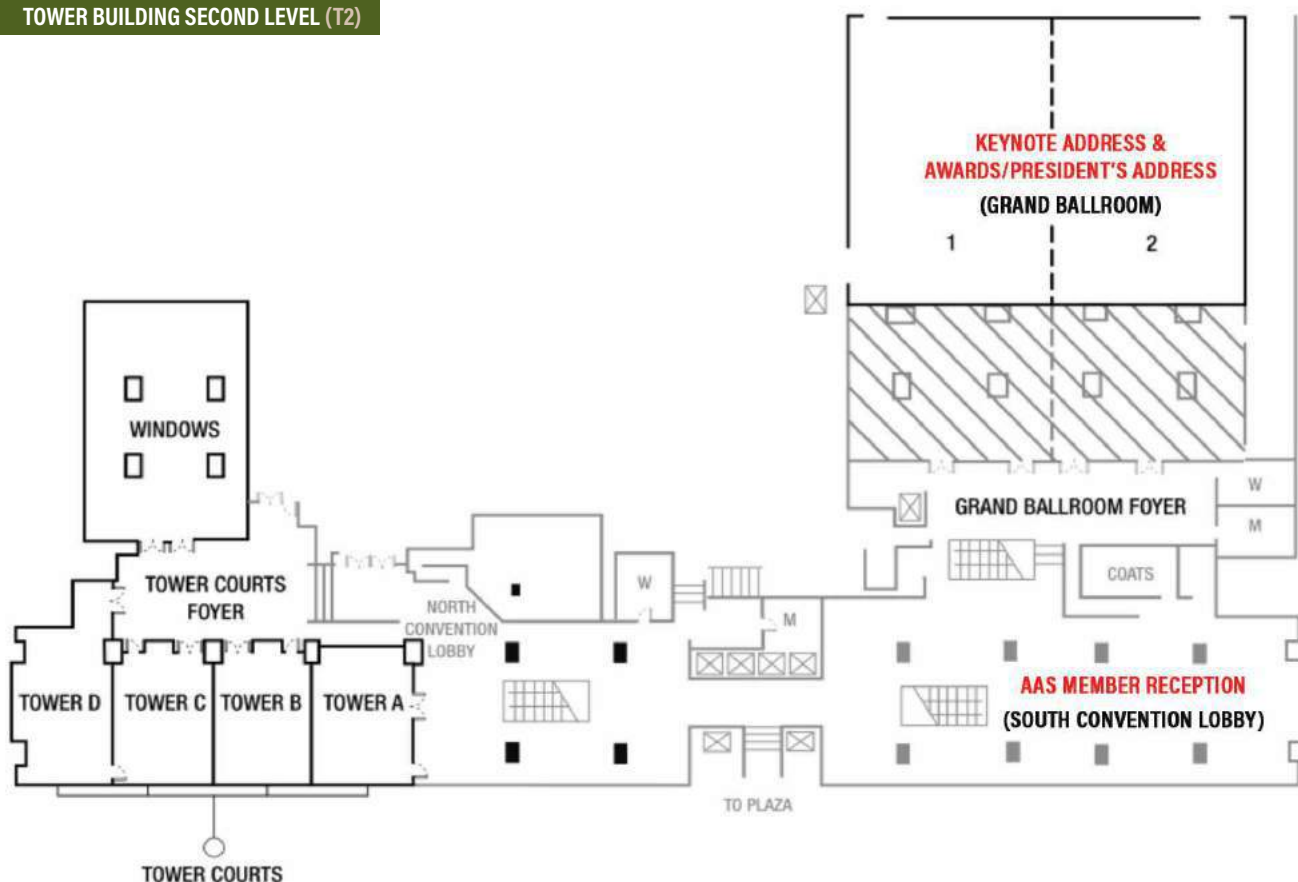 TOWER BUILDING SECOND LEVEL (T2)
KEYNOTE ADDRESS &
AWARDS/PRESIDENT'S ADDRESS
(GRAND BALLROOM)
1
2
WINDOWS
GRAND BALLROOM FOYER
W
M
COATS
TOWER COURTS
FOYER
NORTH
CONVENTION
LOBBY
W
M
TOWER D
TOWER C
TOWER B
TOWER A
AAS MEMBER RECEPTION
(SOUTH CONVENTION LOBBY)
TO PLAZA
TOWER COURTS